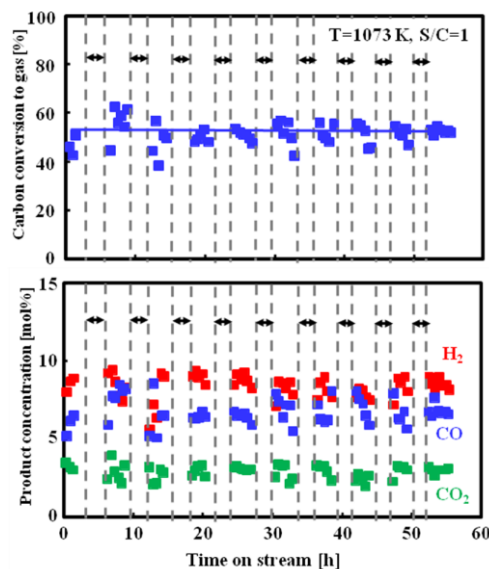 Carbon conversion to gas [%]
100
80
60
40
20
0
T=1073 K, S/C=1
Product concentration [mol%]
15
10
5
0
H2
CO
CO2
0 10 20 30 40 50 60
Time on stream [h]